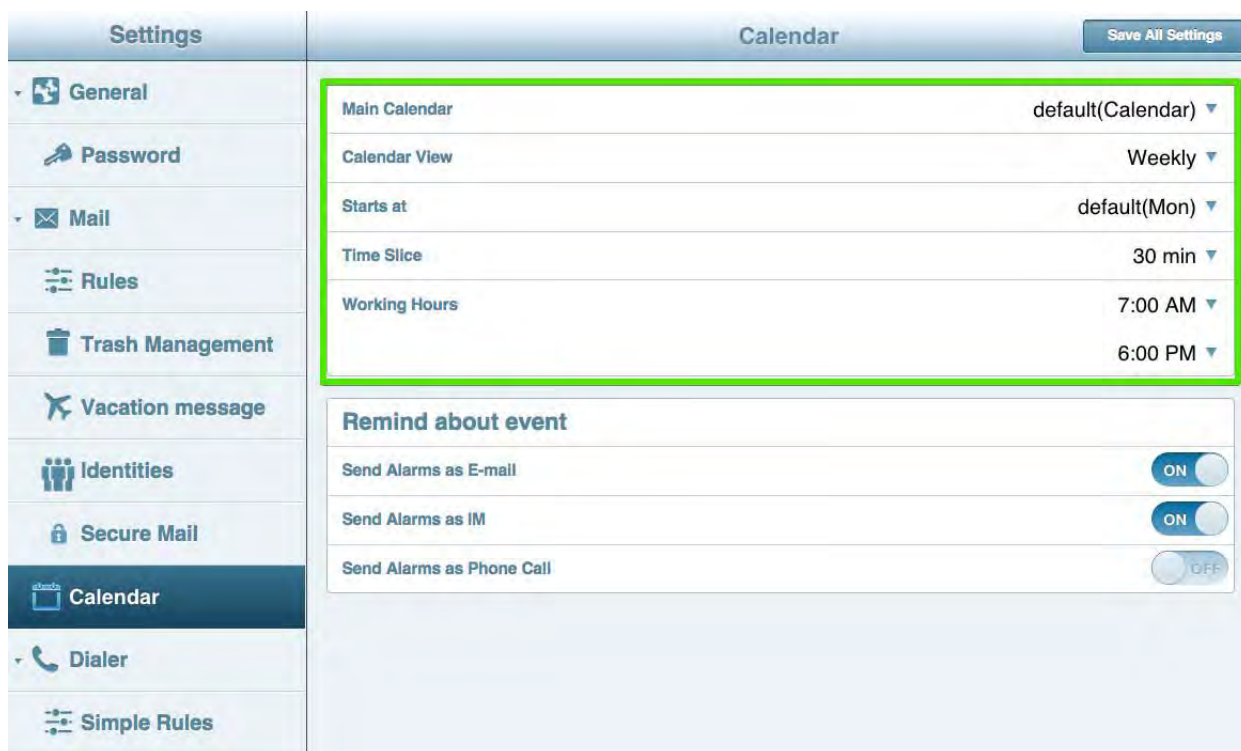 Settings
Calendar
Save All Settings
General
Password
Mail
Rules
Trash Management
Vacation message
Identities
Secure Mail
Calendar
Dialer
Simple Rules
Main Calendar default(Calendar)
Calendar View Weekly
Starts at default(Mon)
Time Slice 30 min
Working Hours 7:00 AM
6:00 PM
Remind about event
Send Alarms as E-mail ON
Send Alarms as IM ON
Send Alarms as Phone Call OFF